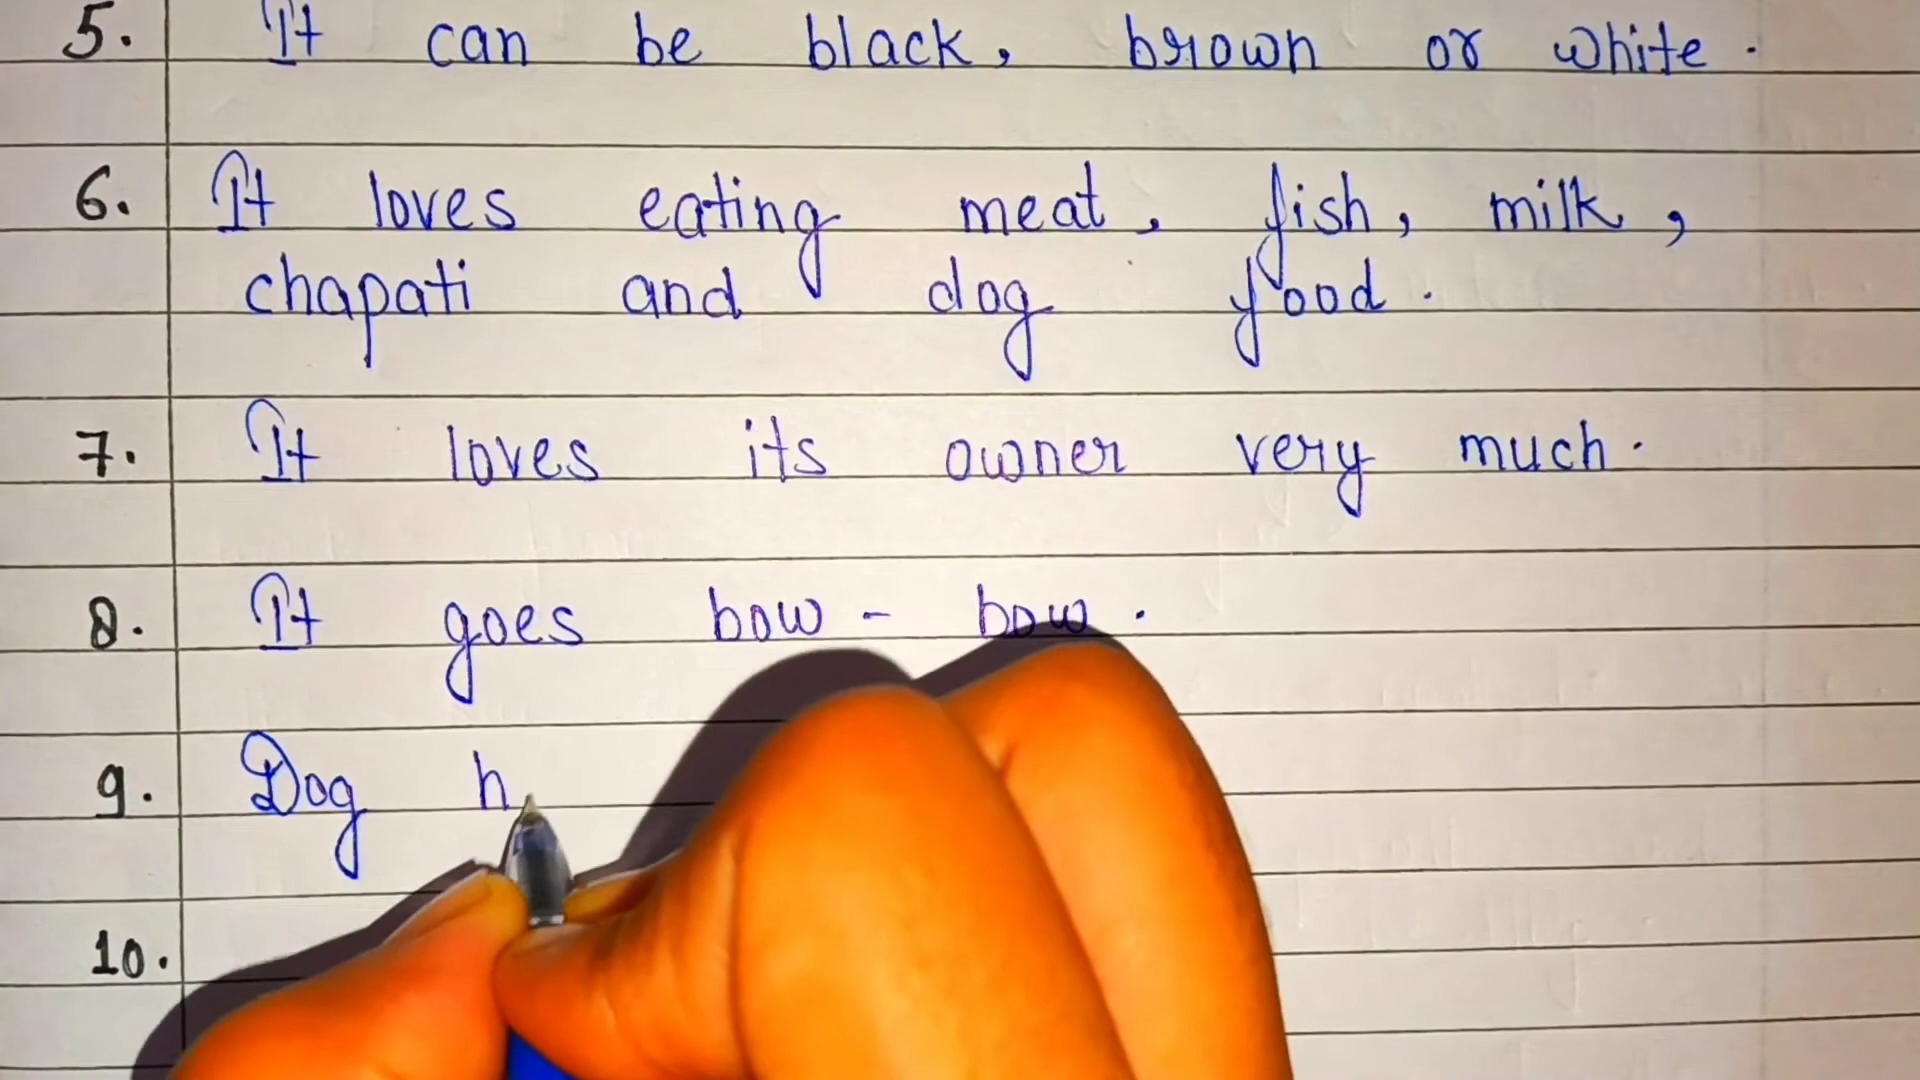 5. It can be black, brown or white.
6. It loves eating meat, fish, milk,
chapati and dog food.
7. It loves its owner very much.
8. It goes bow - bow.
9. Dog h
10.